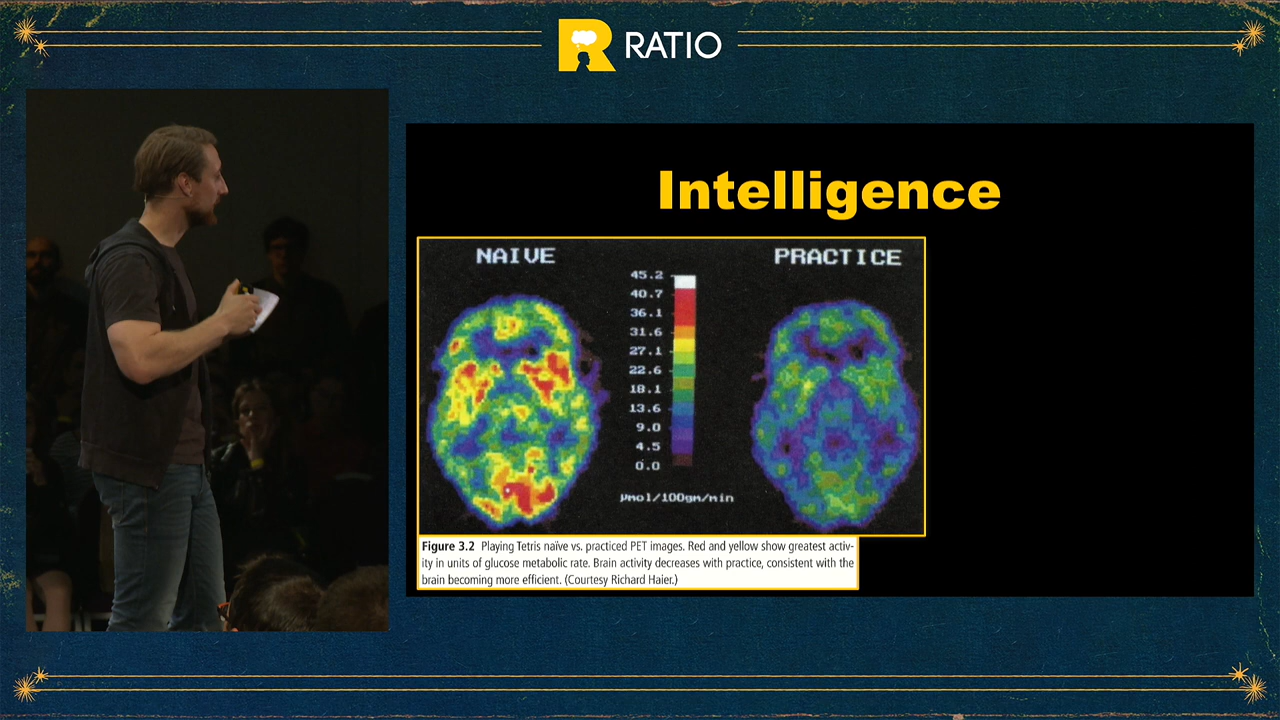 RATIO
Intelligence
NAIVE
PRACTICE
45.2
40.7
36.1
31.6
27.1
22.6
18.1
13.6
9.0
4.5
0.0
µmol/100gm/min
Figure 3.2 Playing Tetris naïve vs. practiced PET images. Red and yellow show greatest activ-
ity in units of glucose metabolic rate. Brain activity decreases with practice, consistent with the
brain becoming more efficient. (Courtesy Richard Haier.)